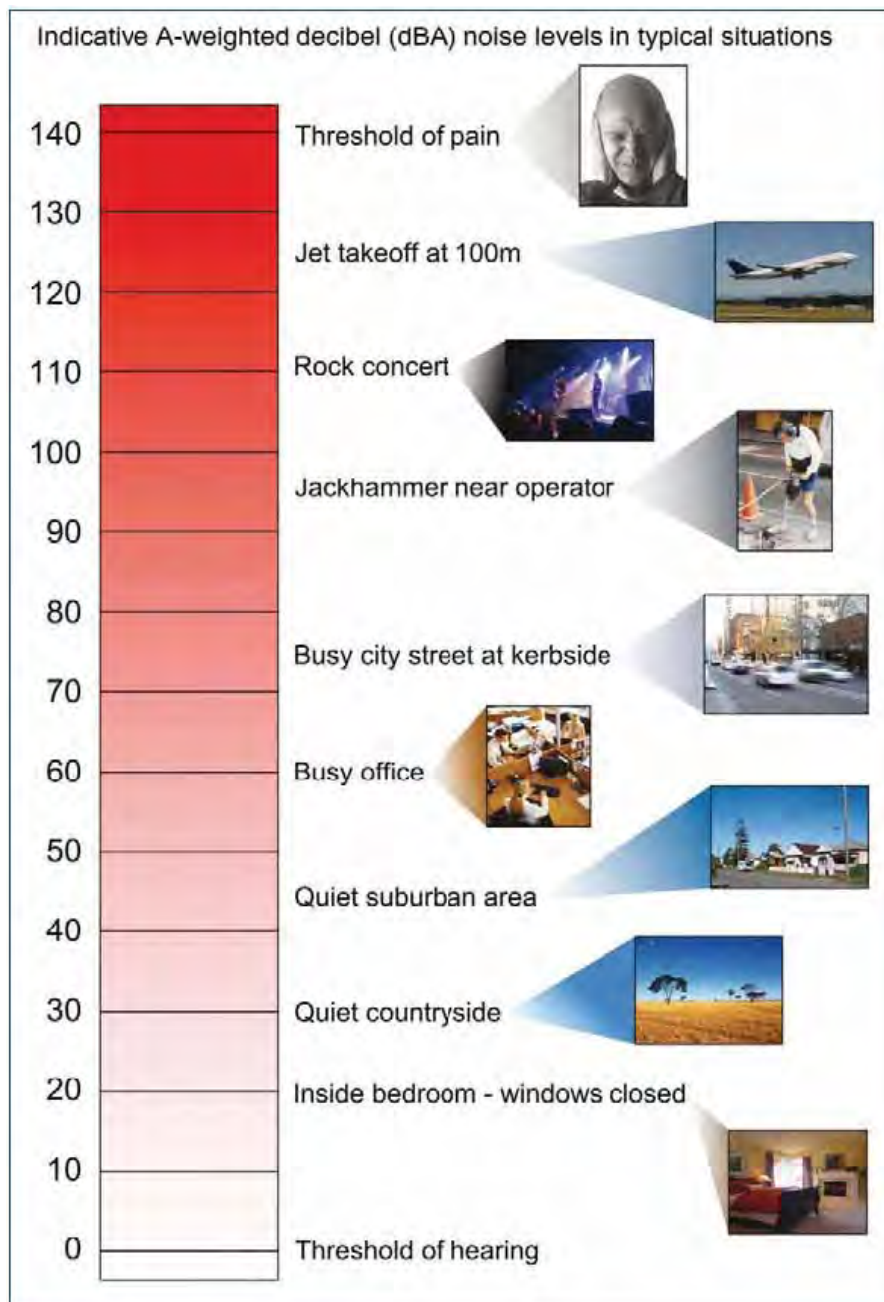 Indicative A-weighted decibel (dBA) noise levels in typical situations
140
Threshold of pain
130
Jet takeoff at 100m
120
110
Rock concert
100
Jackhammer near operator
90
80
Busy city street at kerbside
70
60
Busy office
50
Quiet suburban area
40
30
Quiet countryside
20
Inside bedroom - windows closed
10
0
Threshold of hearing